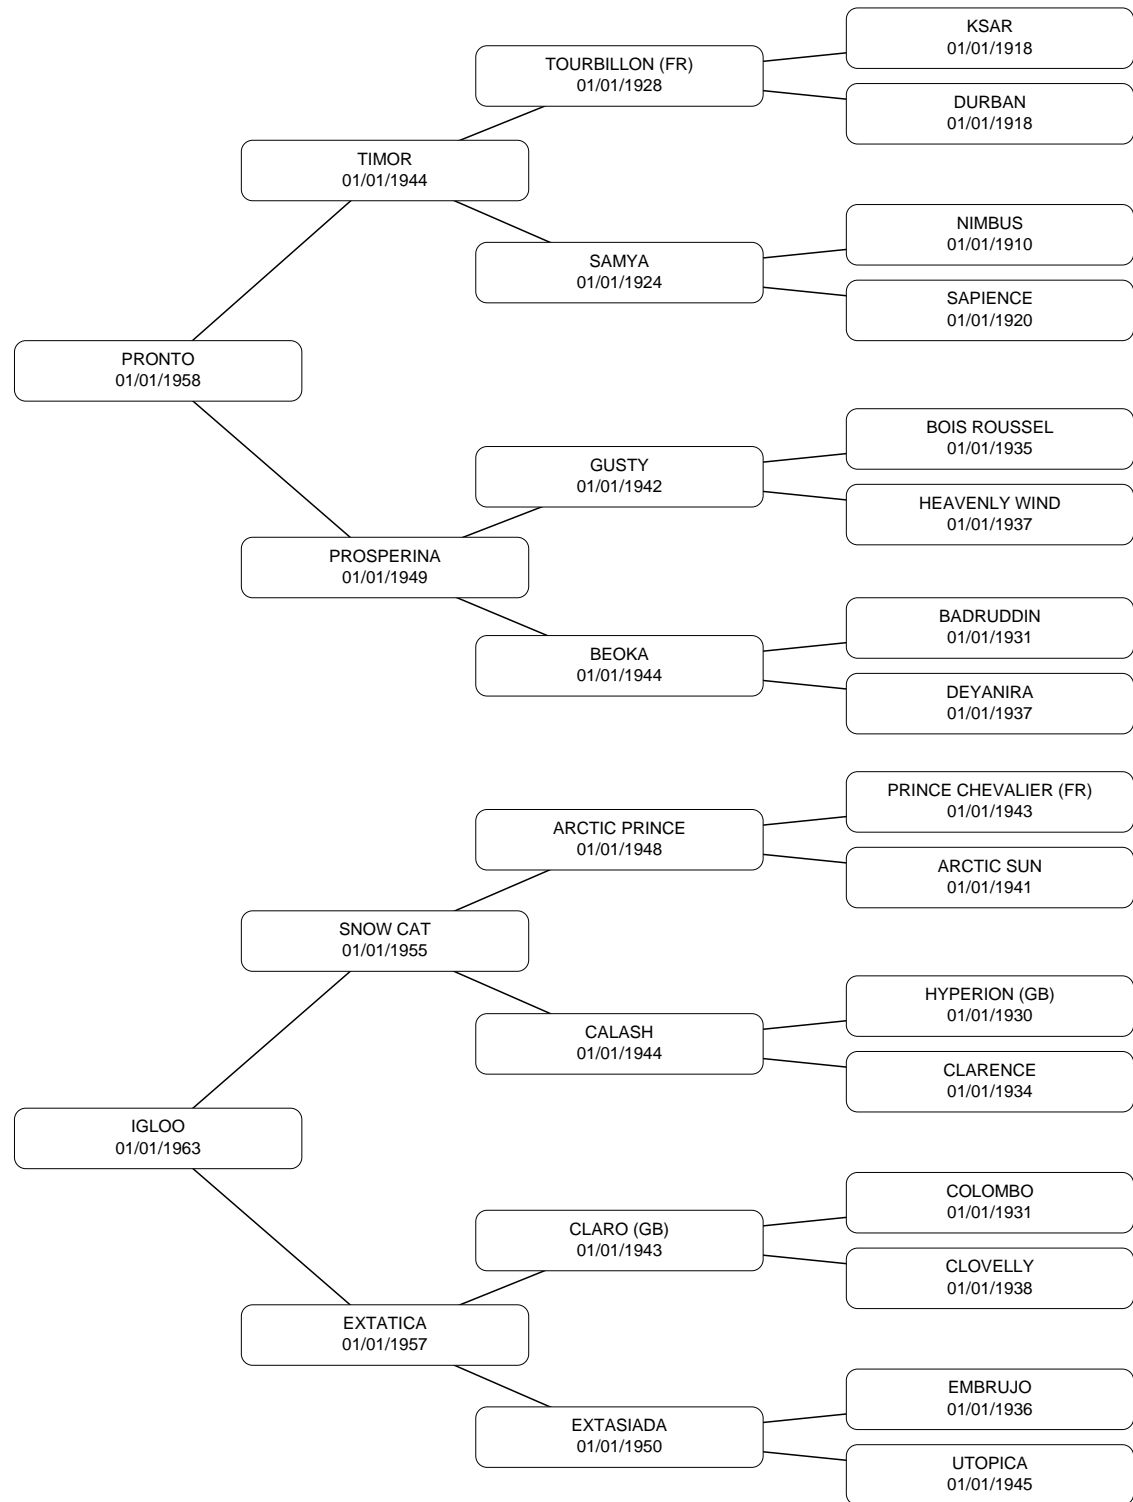 KSAR
01/01/1918
TOURBILLON (FR)
01/01/1928
DURBAN
01/01/1918
TIMOR
01/01/1944
NIMBUS
01/01/1910
SAMYA
01/01/1924
SAPIENCE
01/01/1920
PRONTO
01/01/1958
BOIS ROUSSEL
01/01/1935
GUSTY
01/01/1942
HEAVENLY WIND
01/01/1937
PROSPERINA
01/01/1949
BADRUDDIN
01/01/1931
BEOKA
01/01/1944
DEYANIRA
01/01/1937
PRINCE CHEVALIER (FR)
01/01/1943
ARCTIC PRINCE
01/01/1948
ARCTIC SUN
01/01/1941
SNOW CAT
01/01/1955
HYPERION (GB)
01/01/1930
CALASH
01/01/1944
CLARENCE
01/01/1934
IGLOO
01/01/1963
COLOMBO
01/01/1931
CLARO (GB)
01/01/1943
CLOVELLY
01/01/1938
EXTATICA
01/01/1957
EMBRUJO
01/01/1936
EXTASIADA
01/01/1950
UTOPICA
01/01/1945